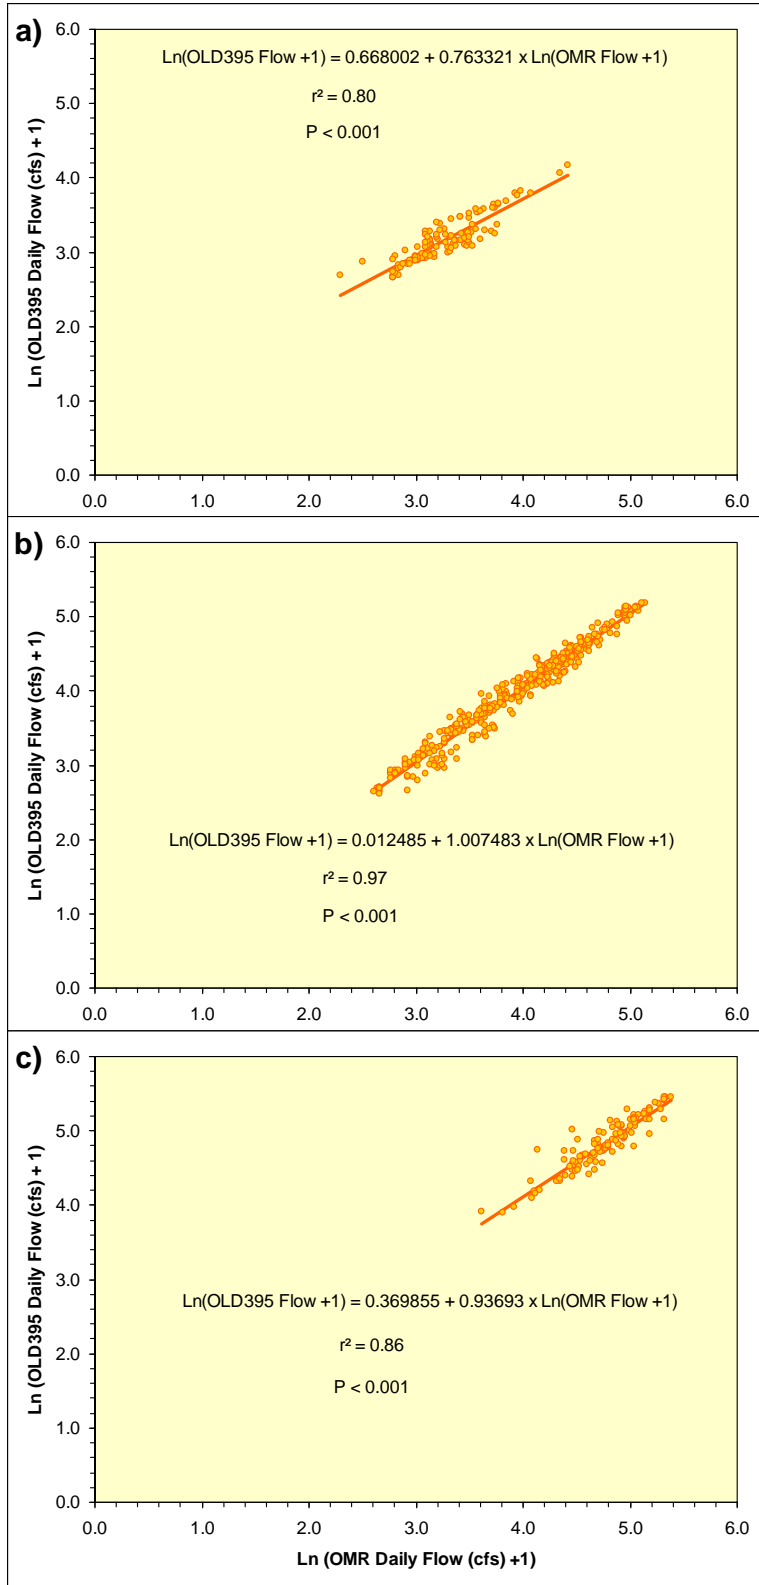 a)
6.0
Ln(OLD395 Flow +1) = 0.668002 + 0.763321 x Ln(OMR Flow +1)
r² = 0.80
P < 0.001
5.0
4.0
3.0
2.0
1.0
0.0
Ln (OLD395 Daily Flow (cfs) + 1)
0.0 1.0 2.0 3.0 4.0 5.0 6.0
b)
6.0
5.0
4.0
3.0
2.0
1.0
0.0
Ln (OLD395 Daily Flow (cfs) + 1)
Ln(OLD395 Flow +1) = 0.012485 + 1.007483 x Ln(OMR Flow +1)
r² = 0.97
P < 0.001
0.0 1.0 2.0 3.0 4.0 5.0 6.0
c)
6.0
5.0
4.0
3.0
2.0
1.0
0.0
Ln (OLD395 Daily Flow (cfs) + 1)
Ln(OLD395 Flow +1) = 0.369855 + 0.93693 x Ln(OMR Flow +1)
r² = 0.86
P < 0.001
0.0 1.0 2.0 3.0 4.0 5.0 6.0
Ln (OMR Daily Flow (cfs) +1)